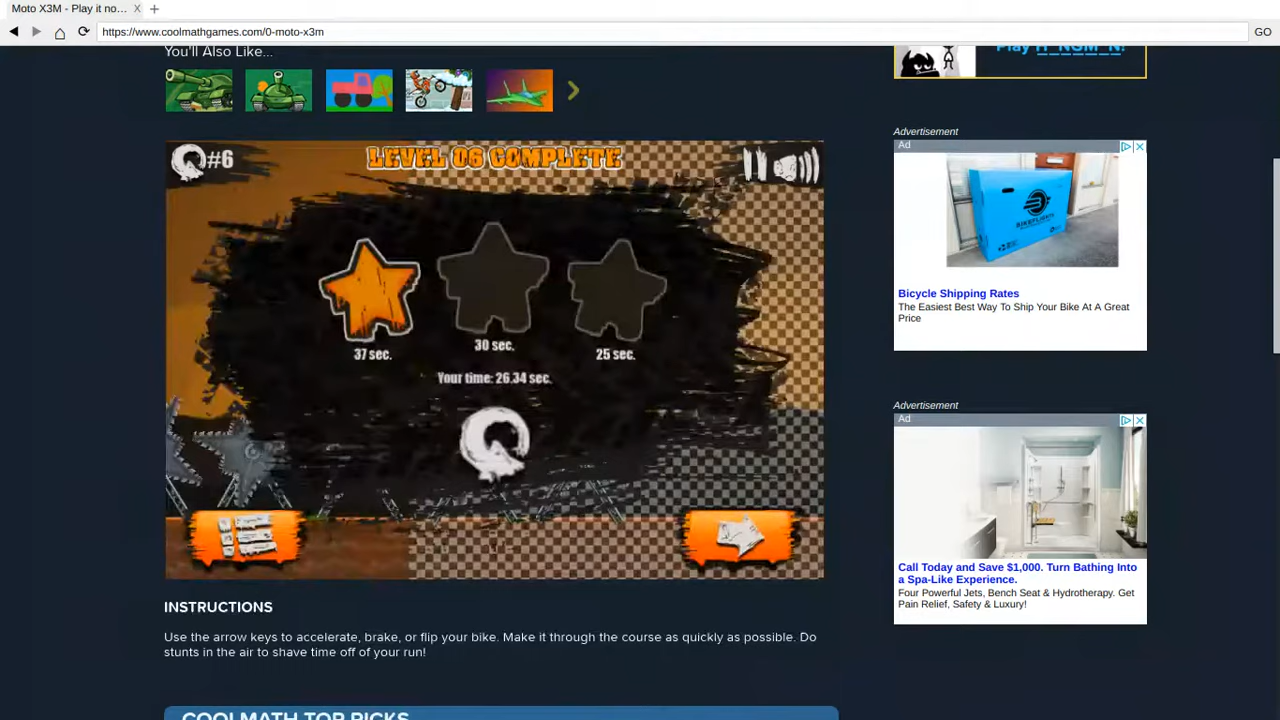 Moto X3M - Play it no... X +
https://www.coolmathgames.com/0-moto-x3m GO
You'll Also Like...
Play H_NGM_N!
Advertisement
Ad
#6
LEVEL 06 COMPLETE
37 sec.
30 sec.
25 sec.
Your time: 26.34 sec.
Bicycle Shipping Rates
The Easiest Best Way To Ship Your Bike At A Great
Price
Advertisement
Ad
Call Today and Save $1,000. Turn Bathing Into
a Spa-Like Experience.
Four Powerful Jets, Bench Seat & Hydrotherapy. Get
Pain Relief, Safety & Luxury!
INSTRUCTIONS
Use the arrow keys to accelerate, brake, or flip your bike. Make it through the course as quickly as possible. Do
stunts in the air to shave time off of your run!
COOLMATH TOP PICKS